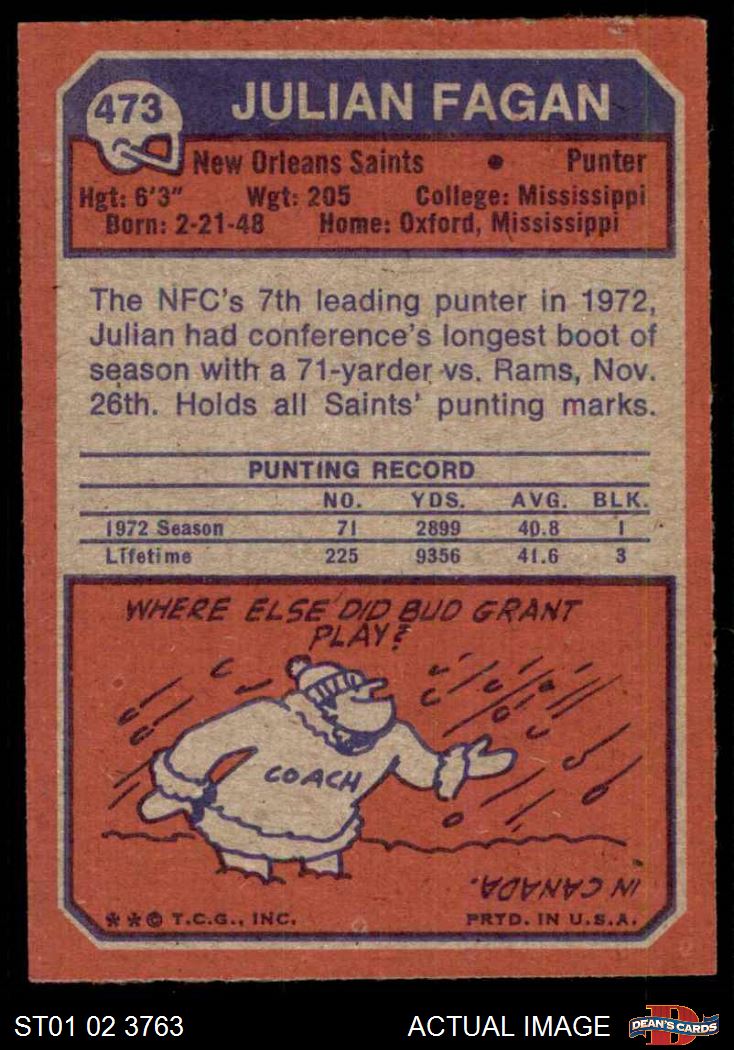 473
JULIAN FAGAN
New Orleans Saints • Punter
Hgt: 6'3" Wgt: 205 College: Mississippi
Born: 2-21-48 Home: Oxford, Mississippi
The NFC's 7th leading punter in 1972,
Julian had conference's longest boot of
season with a 71-yarder vs. Rams, Nov.
26th. Holds all Saints' punting marks.
PUNTING RECORD
NO. YDS. AVG. BLK.
1972 Season 71 2899 40.8 1
Lifetime 225 9356 41.6 3
WHERE ELSE DID BUD GRANT
PLAY?
COACH
IN CANADA.
**© T.C.G., INC. PRTD. IN U.S.A.
ST01 02 3763 ACTUAL IMAGE
D
DEAN'S CARDS